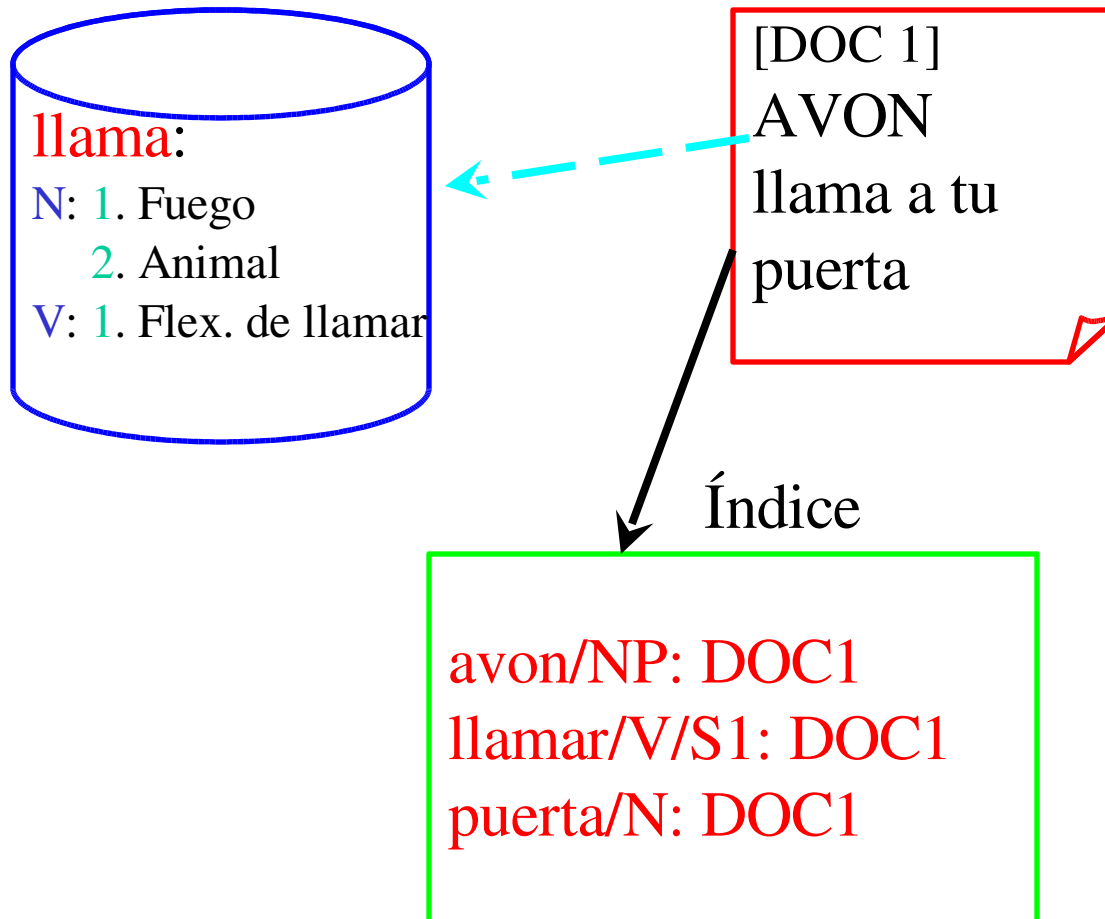 llama:
N: 1. Fuego
2. Animal
V: 1. Flex. de llamar
[DOC 1]
AVON
llama a tu
puerta
Índice
avon/NP: DOC1
llamar/V/S1: DOC1
puerta/N: DOC1